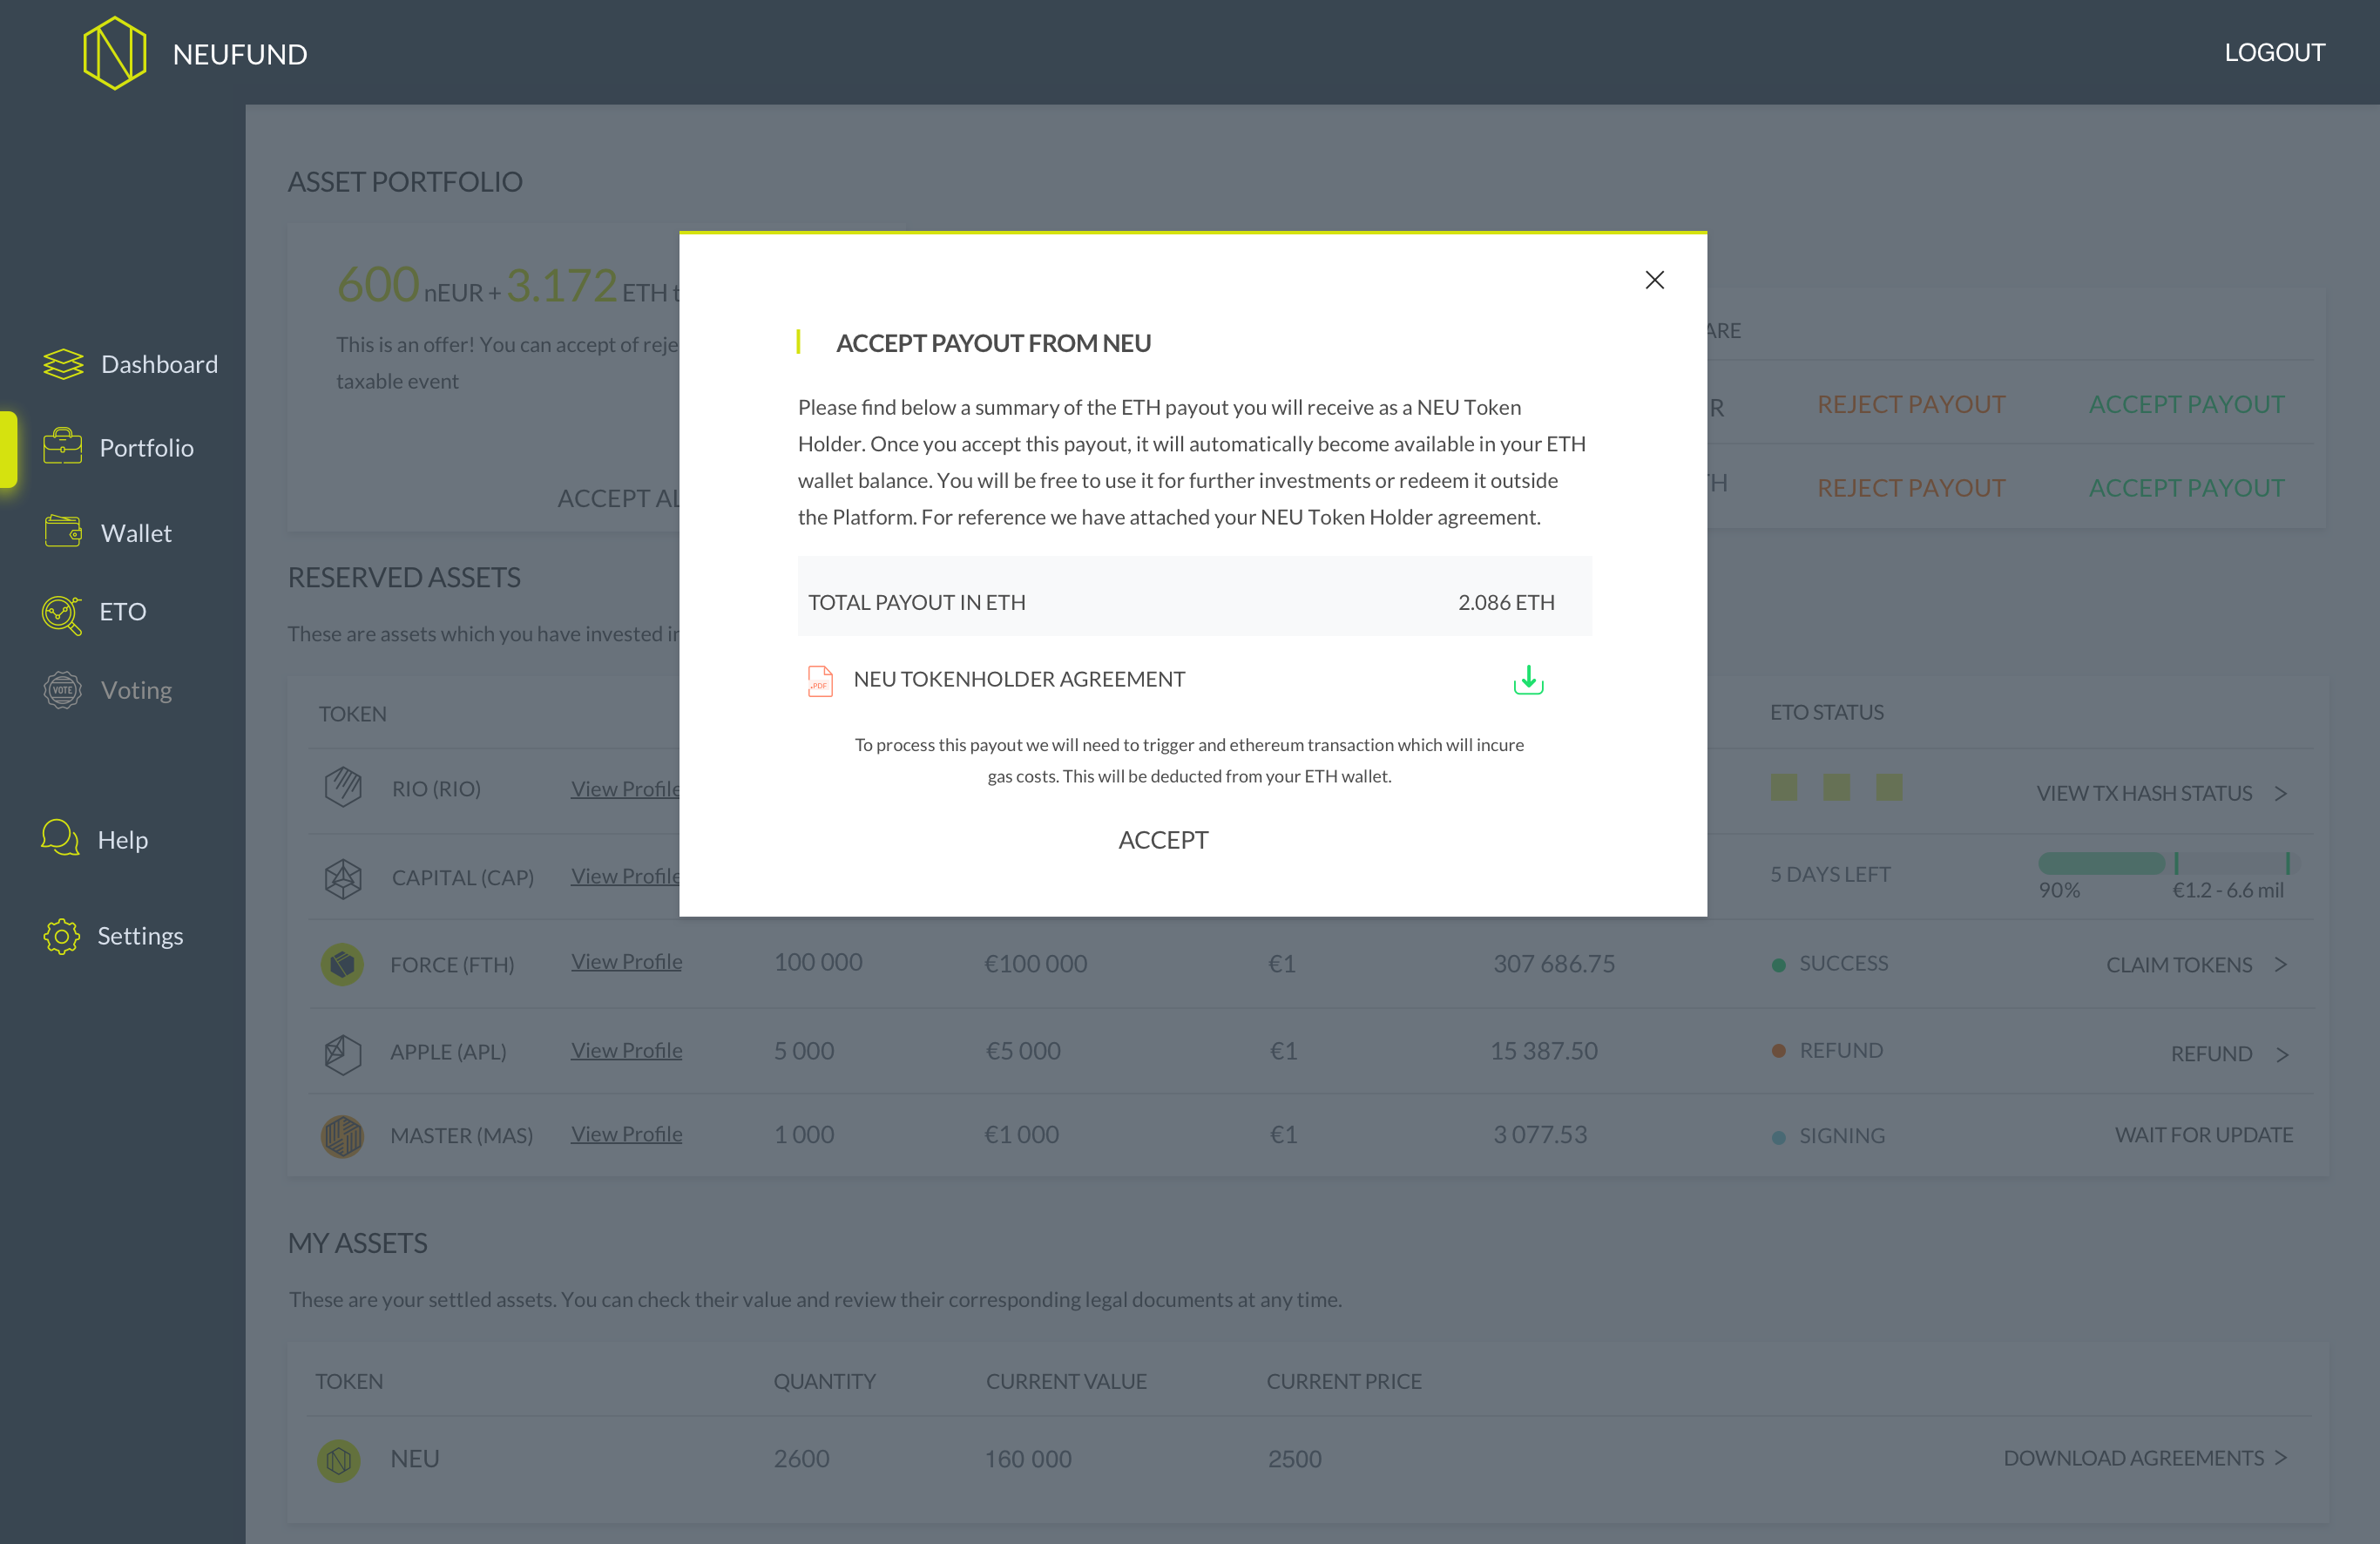 NEUFUND
LOGOUT
Dashboard
Portfolio
Wallet
ETO
VOTE
Voting
Help
Settings
ASSET PORTFOLIO
600 nEUR + 3.172 ETH
This is an offer! You can accept of
taxable event
ACCEPT
REJECT PAYOUT ACCEPT PAYOUT
REJECT PAYOUT ACCEPT PAYOUT
ACCEPT PAYOUT FROM NEU
Please find below a summary of the ETH payout you will receive as a NEU Token
Holder. Once you accept this payout, it will automatically become available in your ETH
wallet balance. You will be free to use it for further investments or redeem it outside
the Platform. For reference we have attached your NEU Token Holder agreement.
TOTAL PAYOUT IN ETH 2.086 ETH
.PDF NEU TOKENHOLDER AGREEMENT
To process this payout we will need to trigger and ethereum transaction which will incure
gas costs. This will be deducted from your ETH wallet.
ACCEPT
RESERVED ASSETS
These are assets which you have invested
TOKEN ETO STATUS
RIO (RIO) View Profile VIEW TX HASH STATUS >
CAPITAL (CAP) View Profile 5 DAYS LEFT
90% €1.2 - 6.6 mil
FORCE (FTH) View Profile 100 000 €100 000 €1 307 686.75 SUCCESS CLAIM TOKENS >
APPLE (APL) View Profile 5 000 €5 000 €1 15 387.50 REFUND REFUND >
MASTER (MAS) View Profile 1 000 €1 000 €1 3 077.53 SIGNING WAIT FOR UPDATE
MY ASSETS
These are your settled assets. You can check their value and review their corresponding legal documents at any time.
TOKEN QUANTITY CURRENT VALUE CURRENT PRICE
NEU 2600 160 000 2500 DOWNLOAD AGREEMENTS >